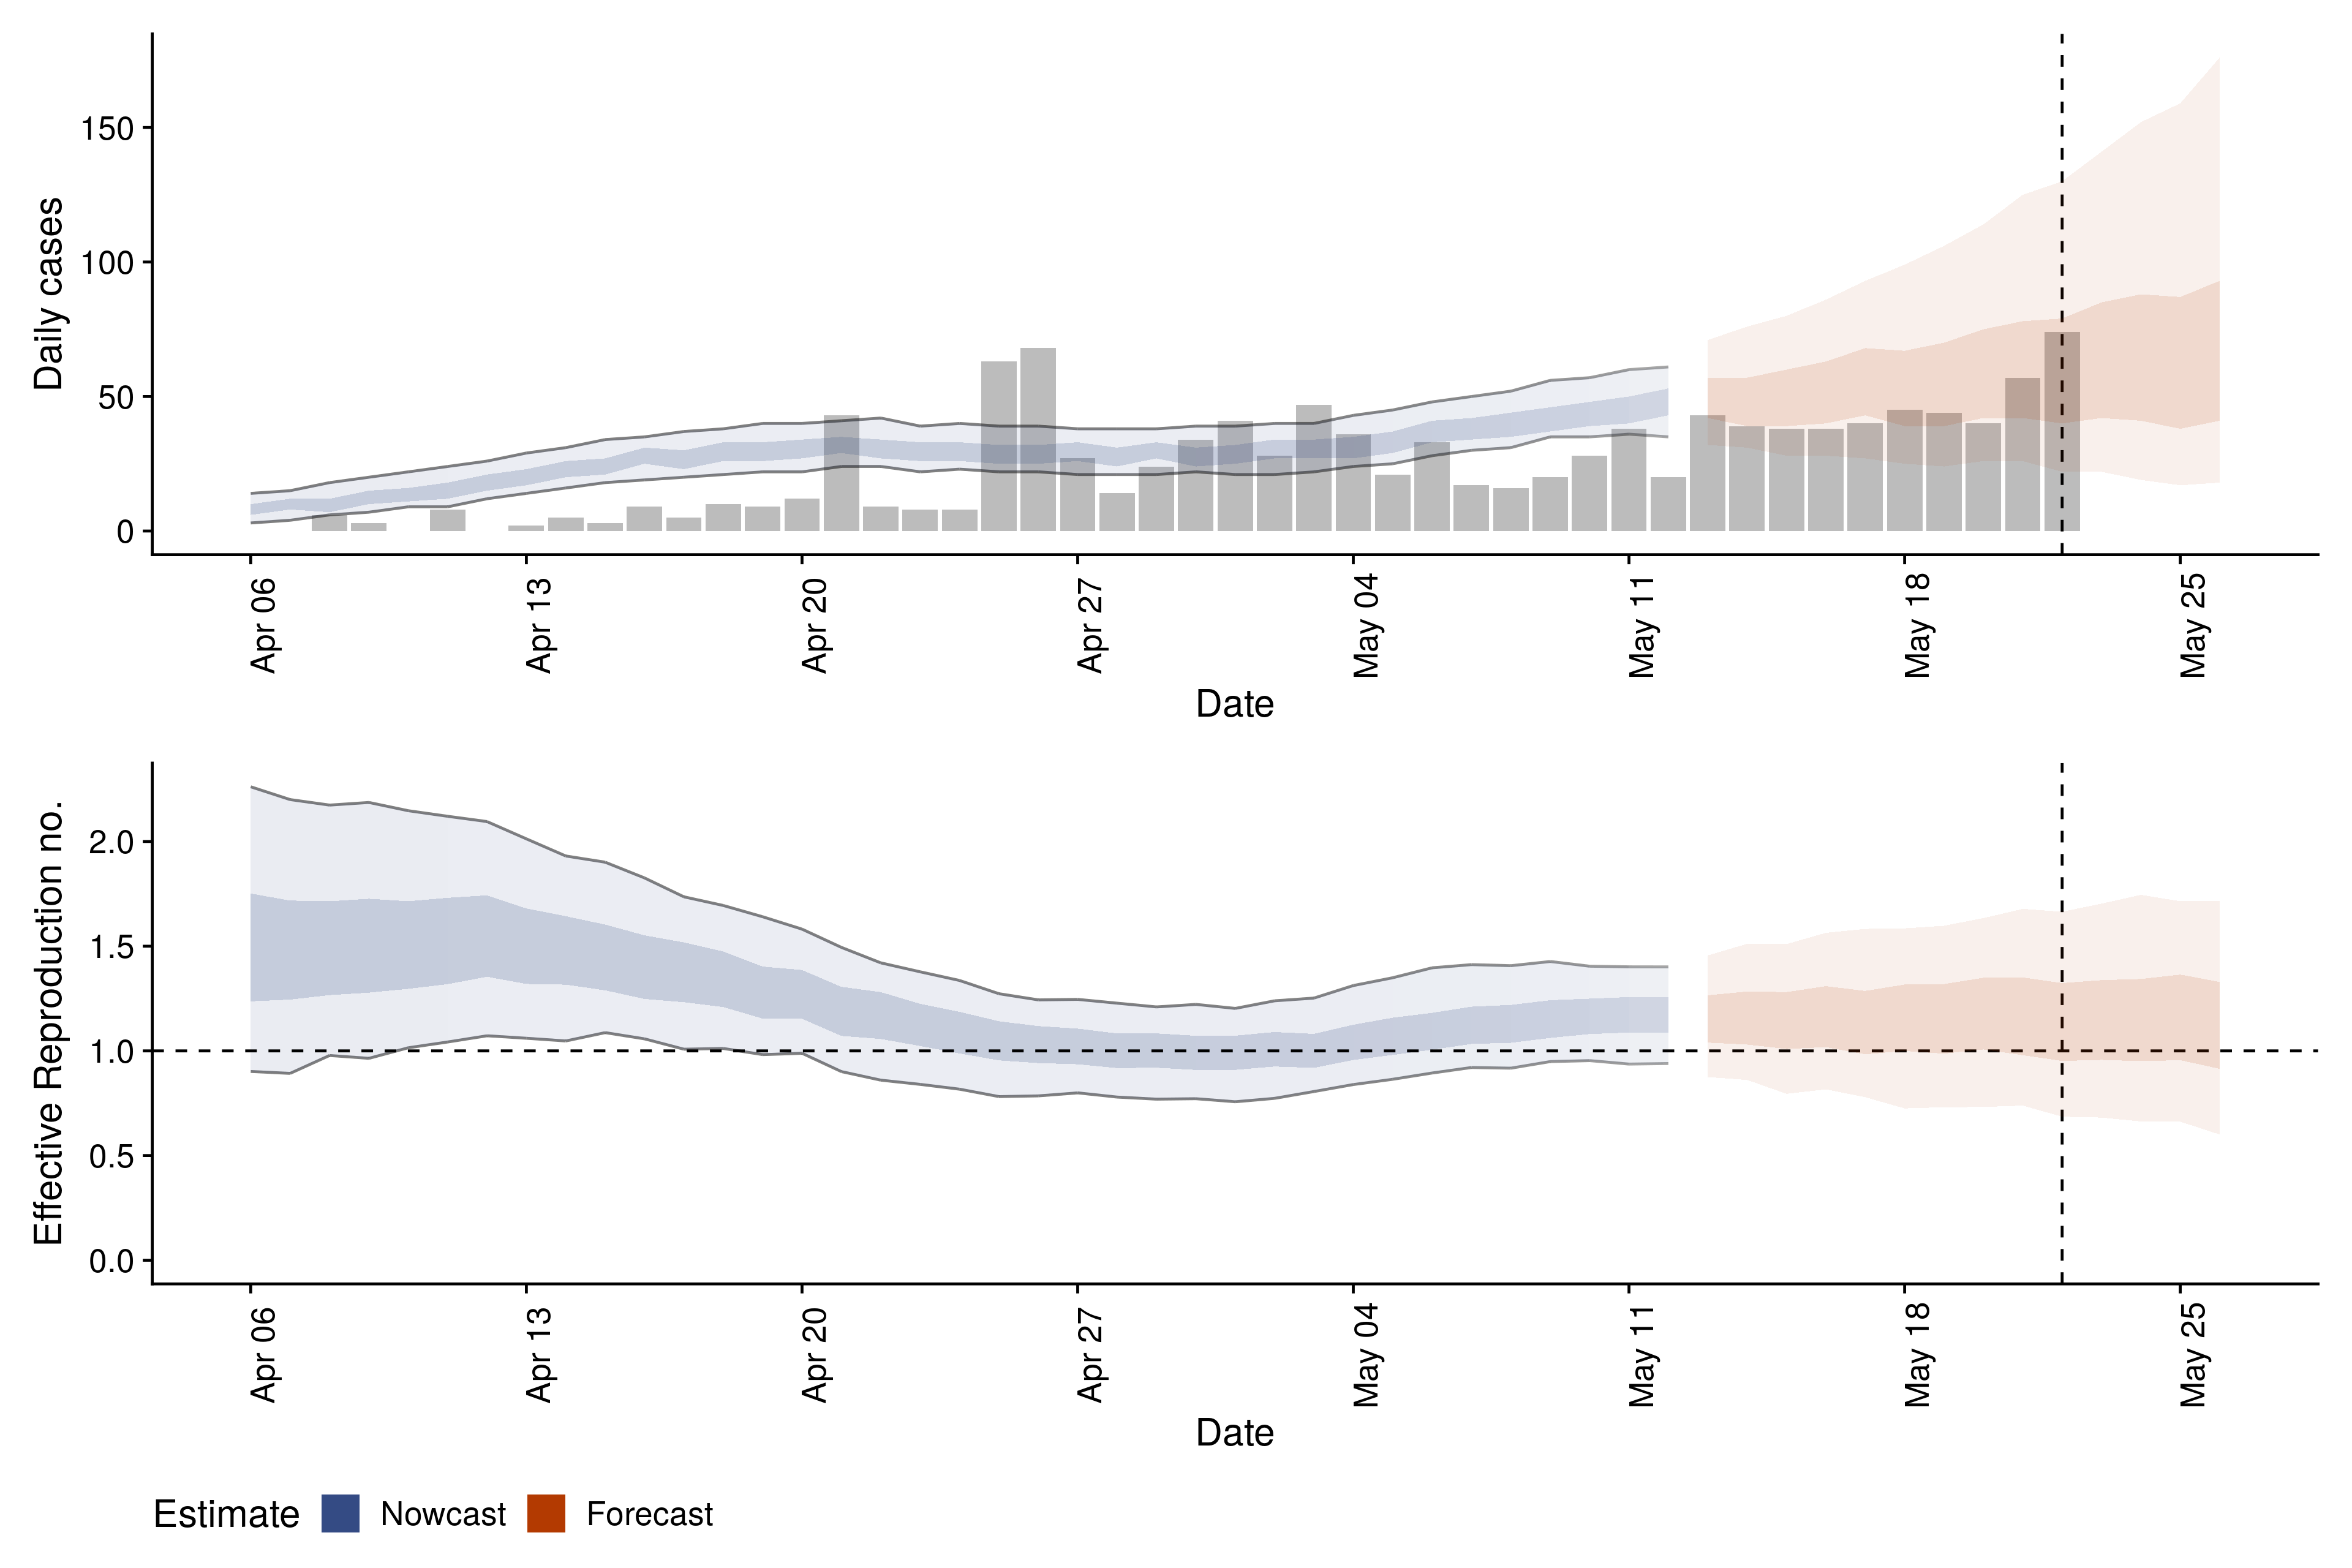 Daily cases
150
100
50
0
Apr 06
Apr 13
Apr 20
Apr 27
May 04
May 11
May 18
May 25
Date
Effective Reproduction no.
2.0
1.5
1.0
0.5
0.0
Apr 06
Apr 13
Apr 20
Apr 27
May 04
May 11
May 18
May 25
Date
Estimate Nowcast Forecast